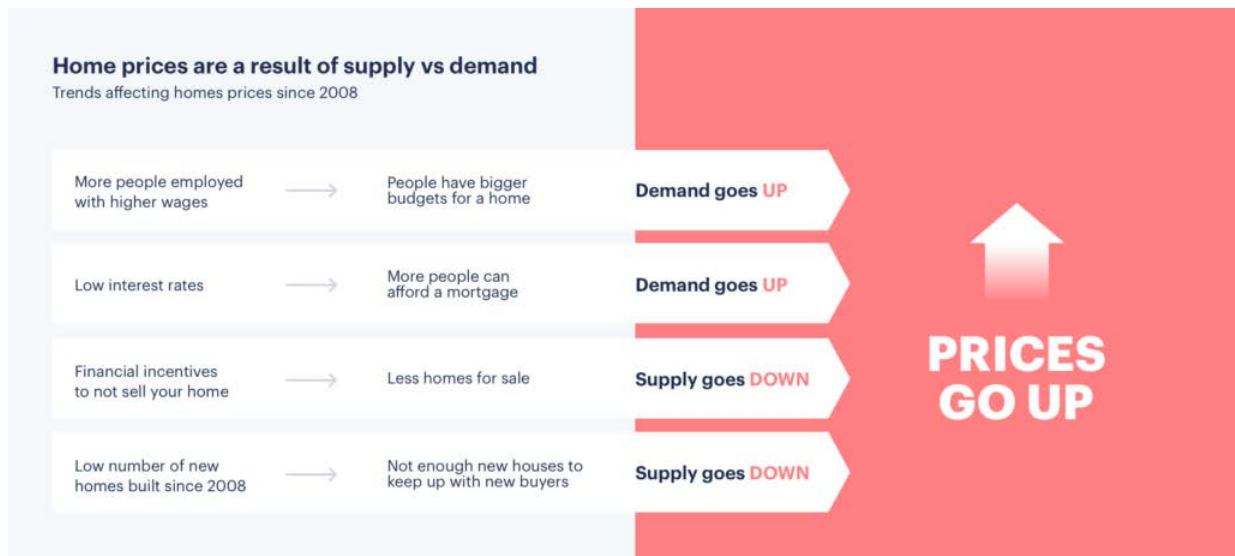 Home prices are a result of supply vs demand
Trends affecting homes prices since 2008
More people employed
with higher wages
People have bigger
budgets for a home
Demand goes UP
Low interest rates
More people can
afford a mortgage
Demand goes UP
Financial incentives
to not sell your home
Less homes for sale
Supply goes DOWN
Low number of new
homes built since 2008
Not enough new houses to
keep up with new buyers
Supply goes DOWN
PRICES
GO UP